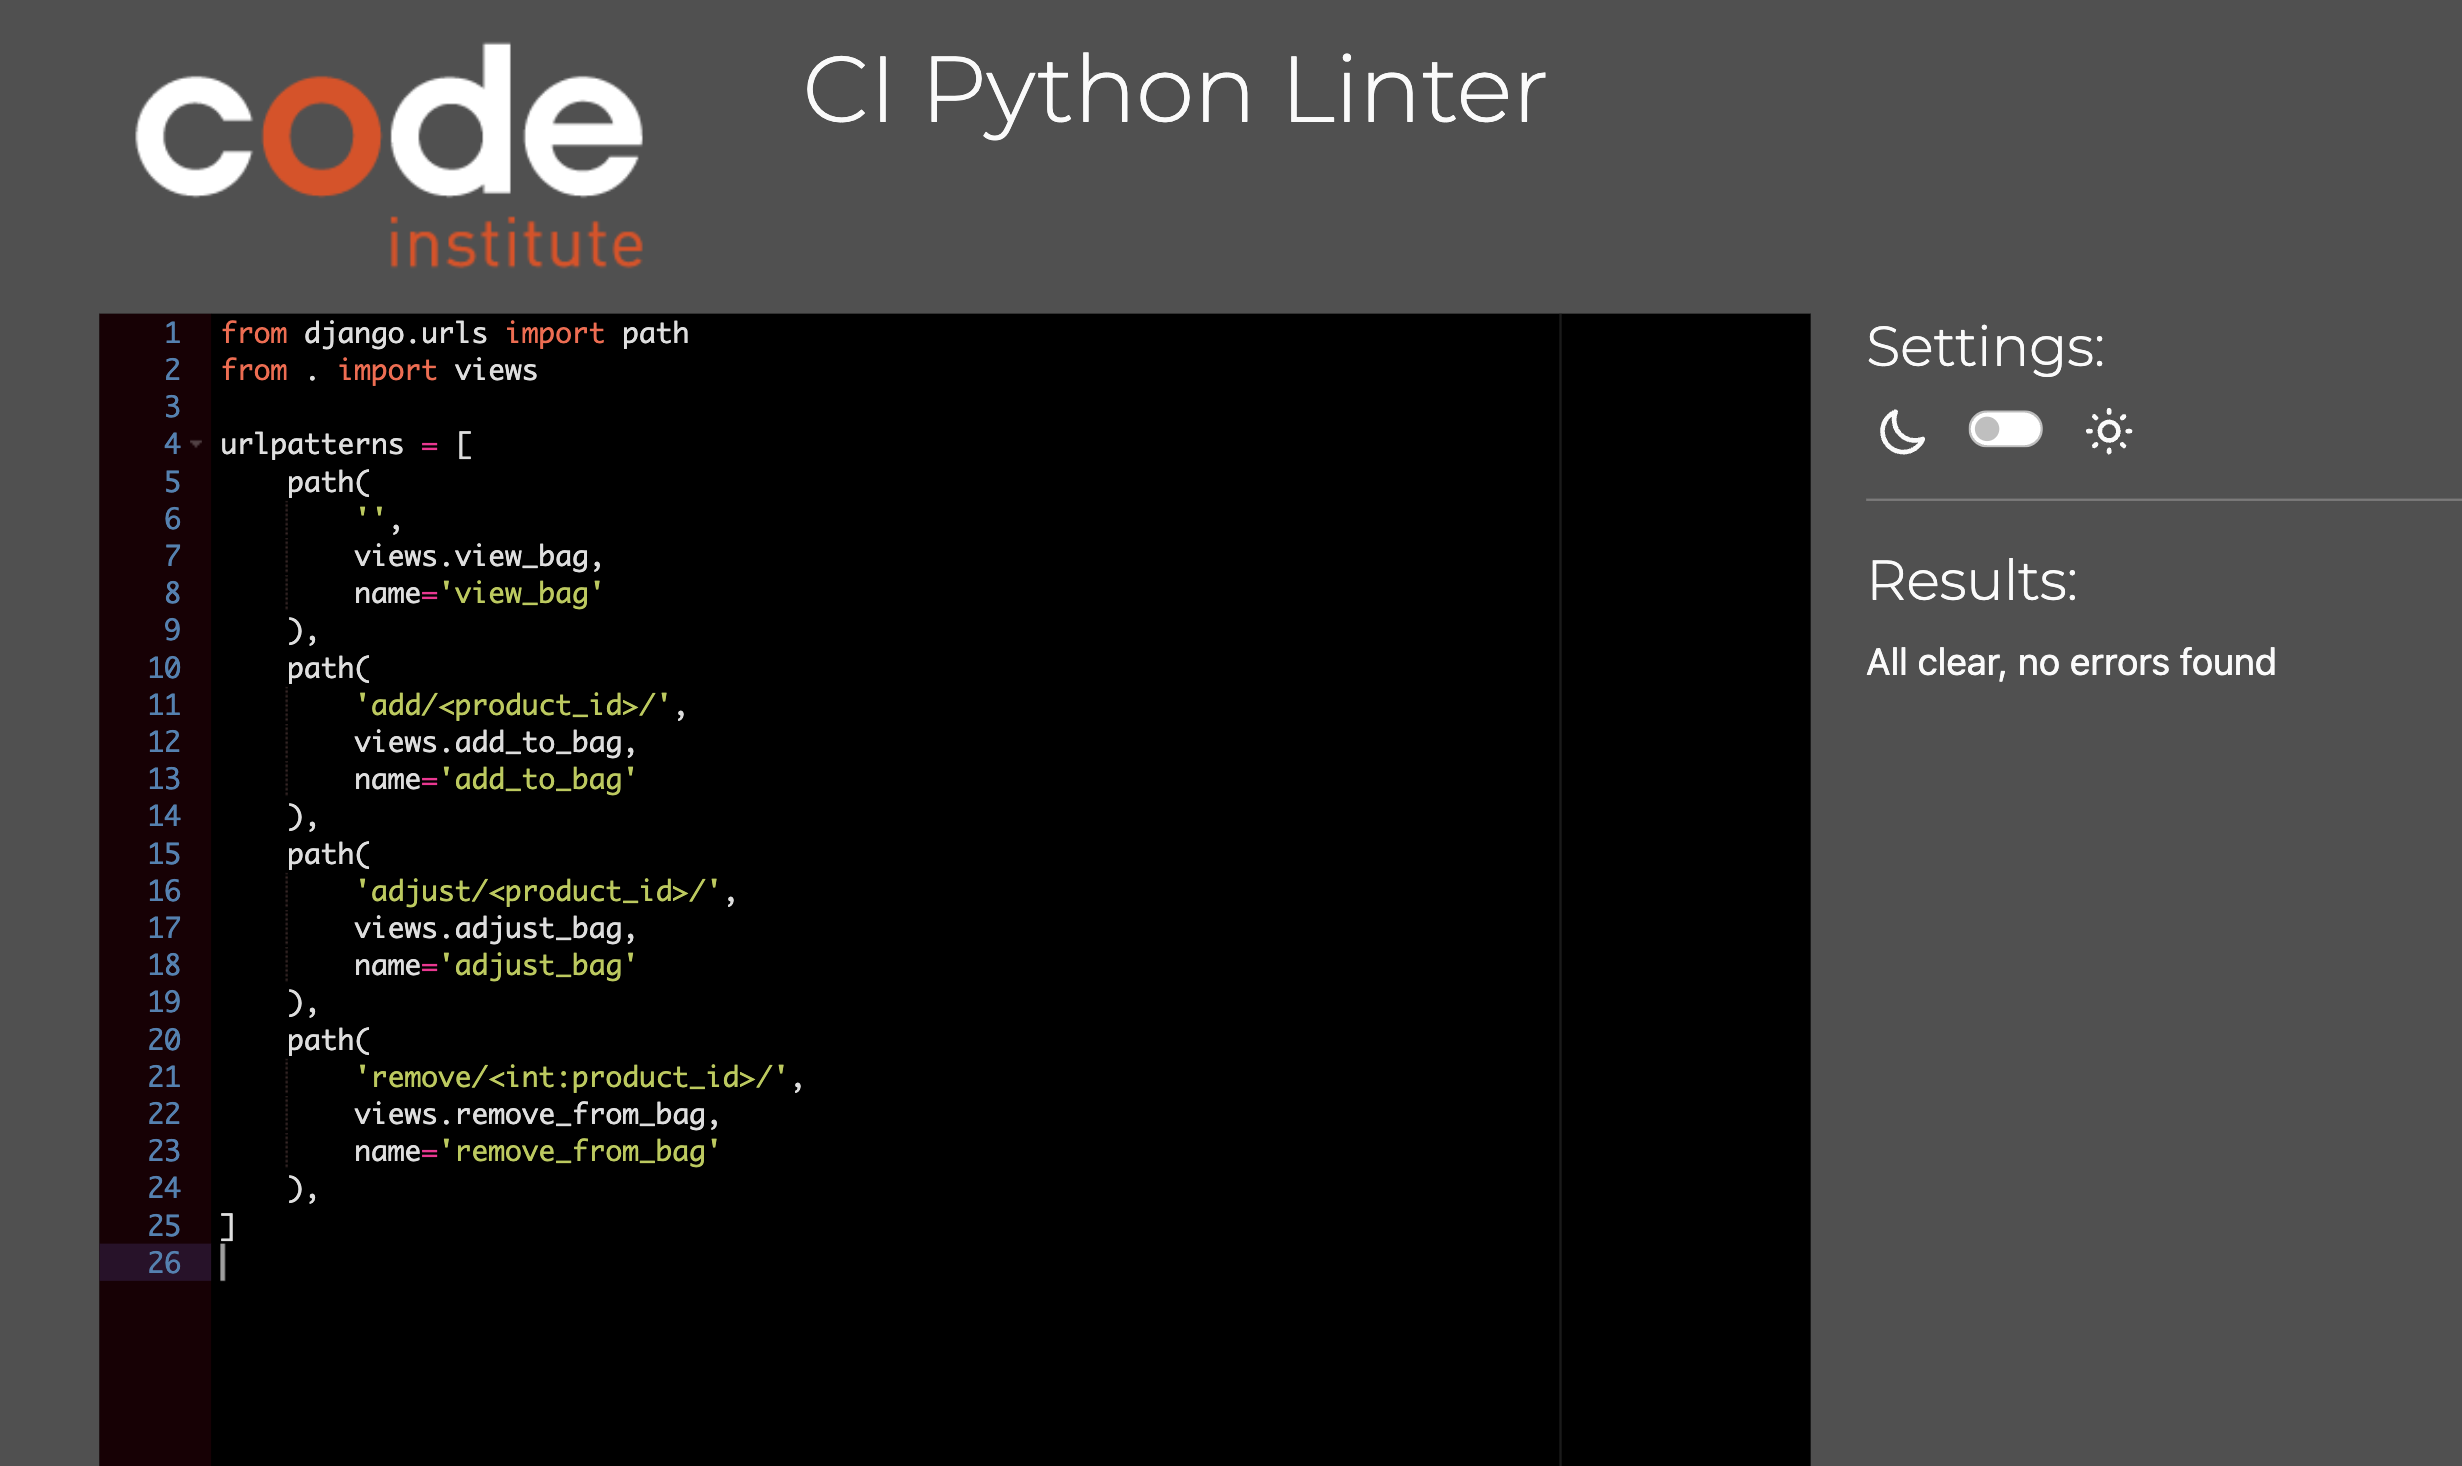 code
institute
CI Python Linter
1 from django.urls import path
2 from . import views
3
4 urlpatterns = [
5     path(
6         '',
7         views.view_bag,
8         name='view_bag'
9     ),
10     path(
11         'add/<product_id>/',
12         views.add_to_bag,
13         name='add_to_bag'
14     ),
15     path(
16         'adjust/<product_id>/',
17         views.adjust_bag,
18         name='adjust_bag'
19     ),
20     path(
21         'remove/<int:product_id>/',
22         views.remove_from_bag,
23         name='remove_from_bag'
24     ),
25 ]
26
Settings:
Results:
All clear, no errors found